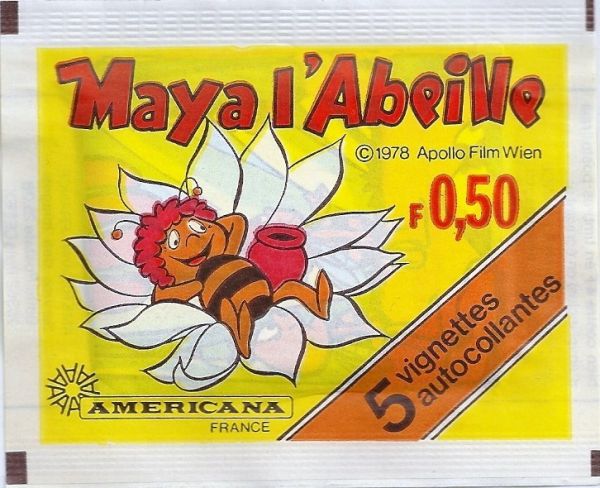 Maya l'Abeille
©1978 Apollo Film Wien
F 0,50
5 vignettes
autocollantes
AMERICANA
FRANCE